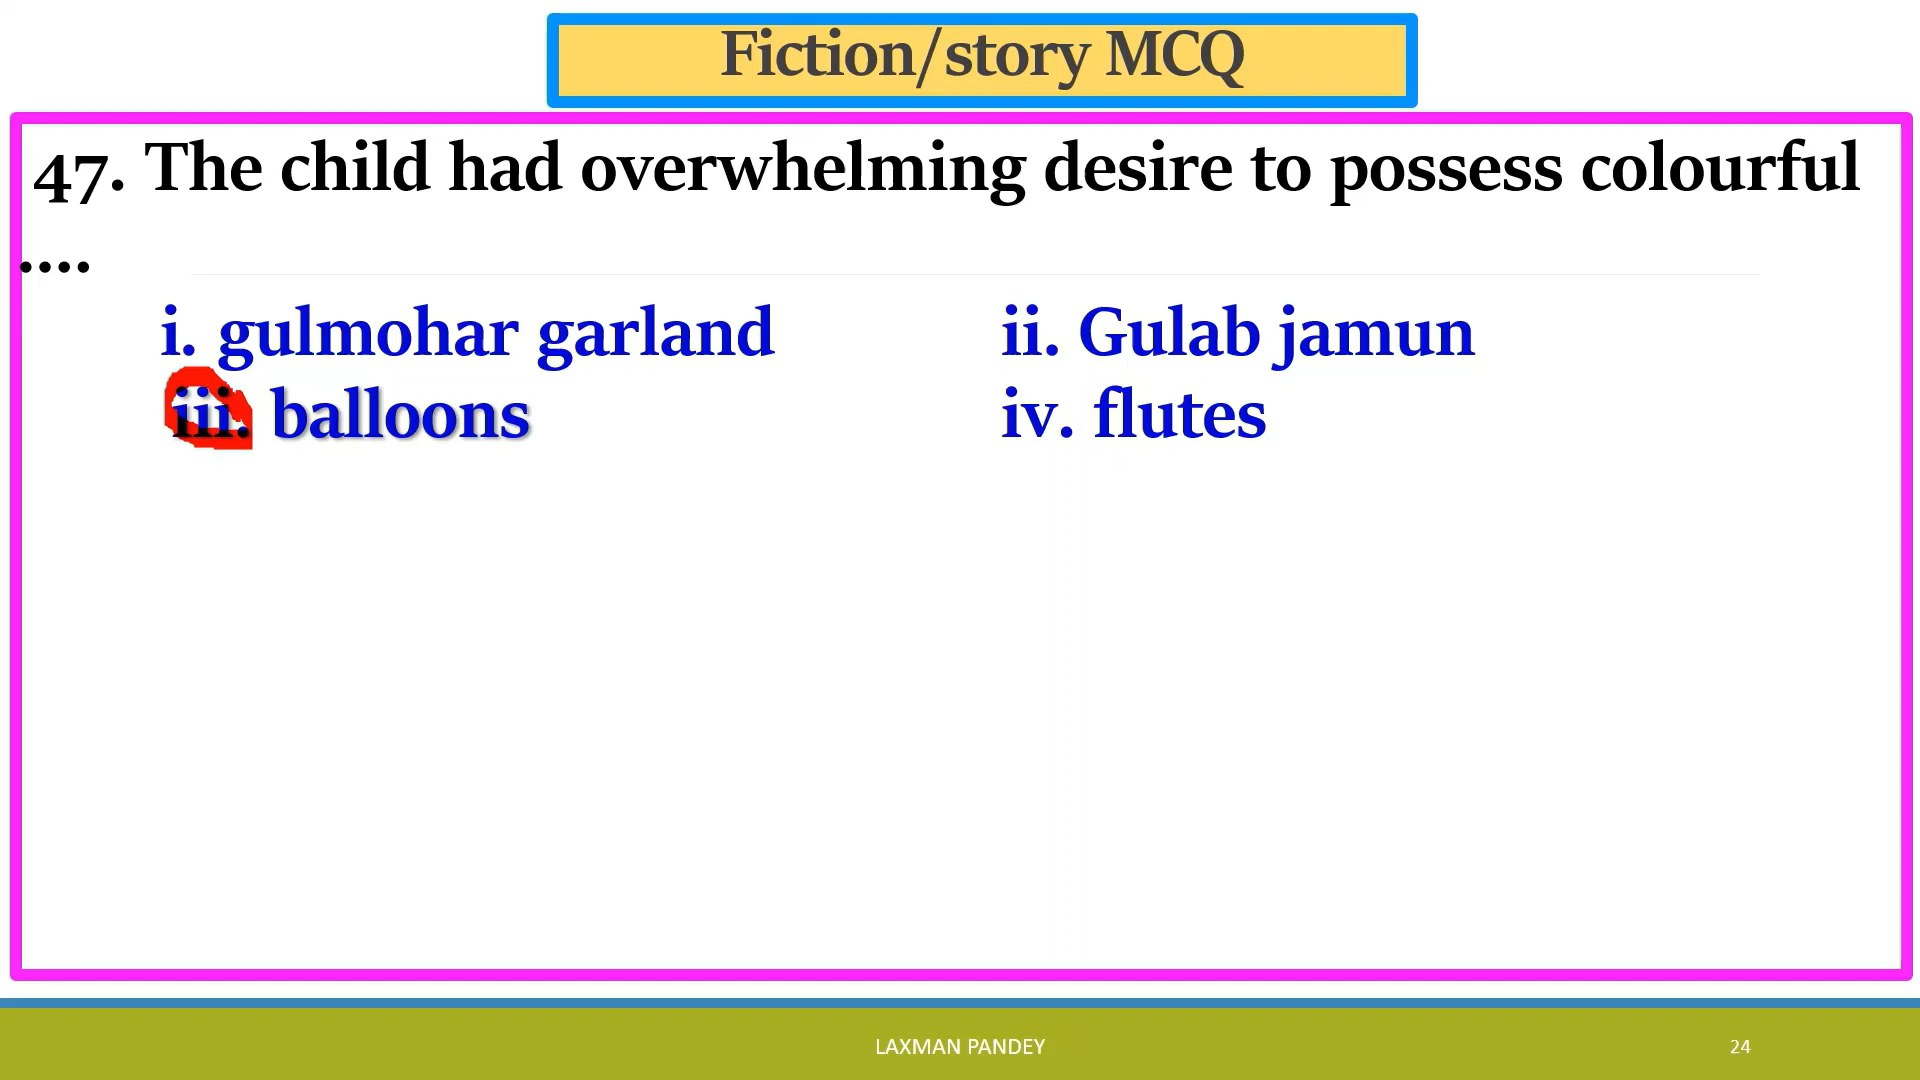 Fiction/story MCQ
47. The child had overwhelming desire to possess colourful
....
i. gulmohar garland ii. Gulab jamun
iii. balloons iv. flutes
LAXMAN PANDEY 24